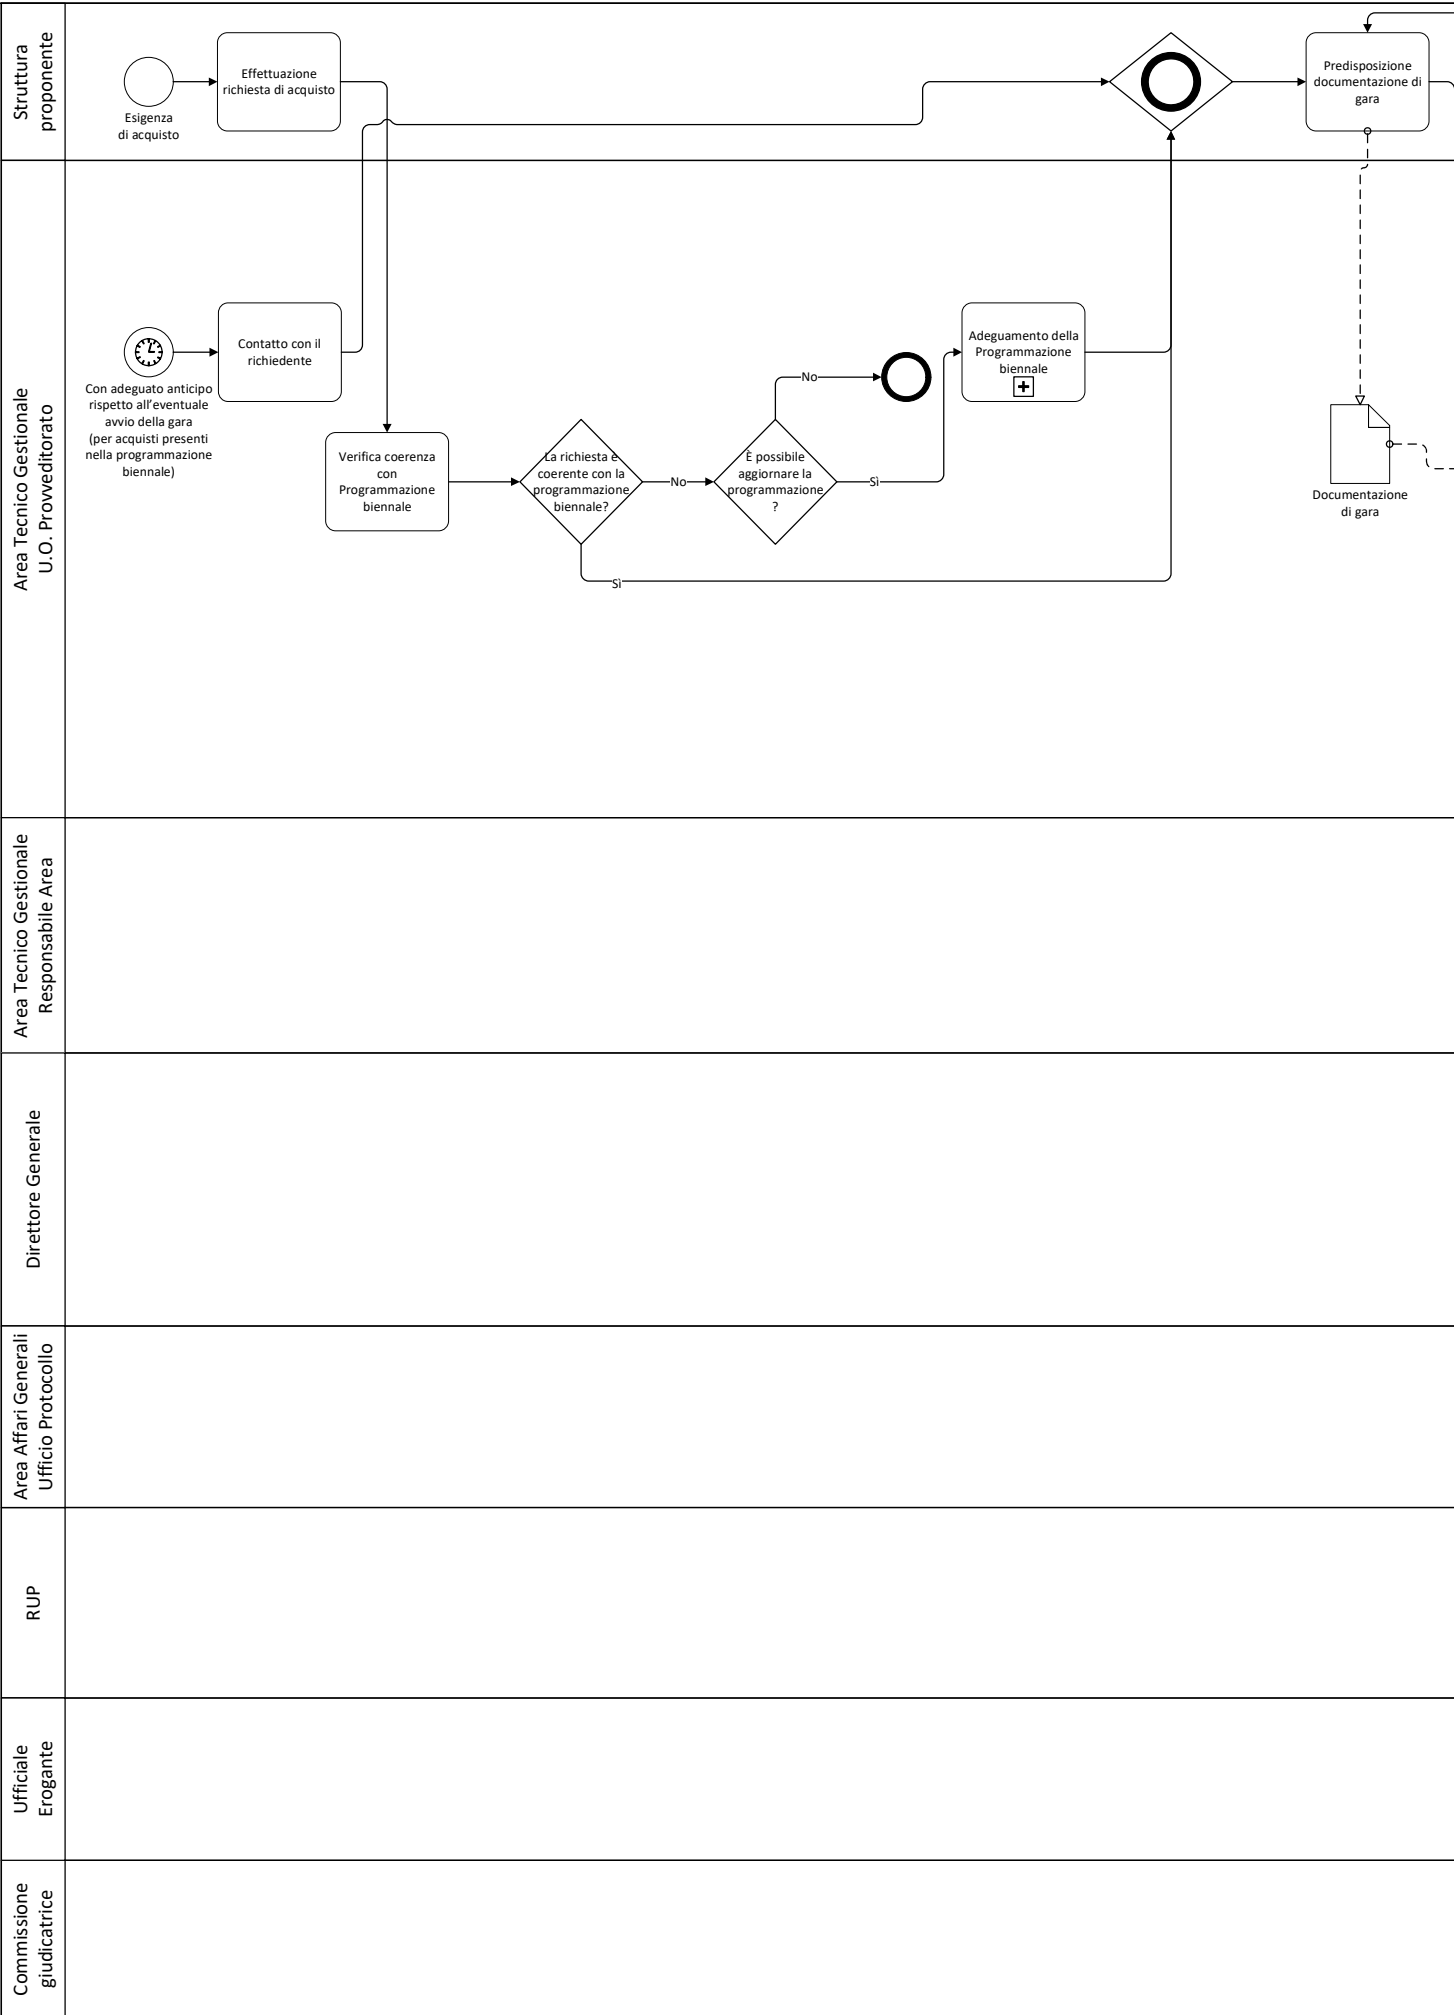 Struttura
proponente
Esigenza
di acquisto
Effettuazione
richiesta di acquisto
Predisposizione
documentazione di
gara
Area Tecnico Gestionale
U.O. Provveditorato
Con adeguato anticipo
rispetto all'eventuale
avvio della gara
(per acquisti presenti
nella programmazione
biennale)
Contatto con il
richiedente
Verifica coerenza
con
Programmazione
biennale
La richiesta è
coerente con la
programmazione
biennale?
No
Sì
È possibile
aggiornare la
programmazione
?
No
Sì
Adeguamento della
Programmazione
biennale
Documentazione
di gara
Area Tecnico Gestionale
Responsabile Area
Direttore Generale
Area Affari Generali
Ufficio Protocollo
RUP
Ufficiale
Erogante
Commissione
giudicatrice